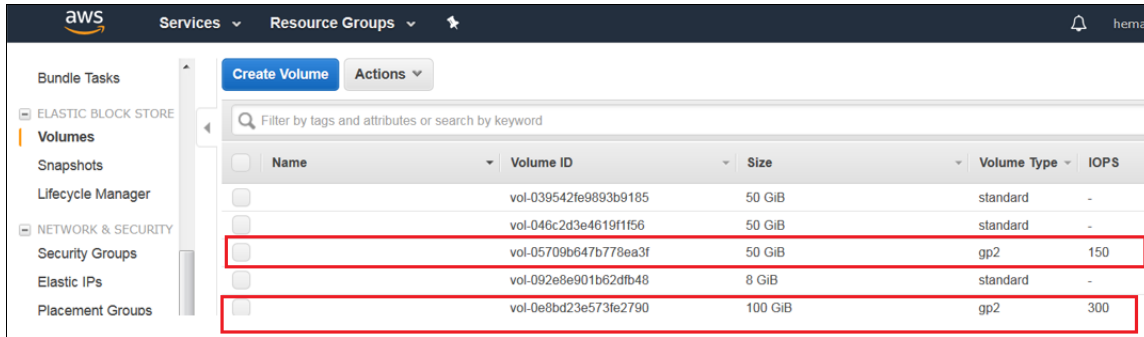 aws Services Resource Groups herna
Bundle Tasks
ELASTIC BLOCK STORE
Volumes
Snapshots
Lifecycle Manager
NETWORK & SECURITY
Security Groups
Elastic IPs
Placement Groups
Create Volume Actions
Filter by tags and attributes or search by keyword
Name Volume ID Size Volume Type IOPS
vol-039542fe9893b9185 50 GiB standard -
vol-046c2d3e4619f1f56 50 GiB standard -
vol-05709b647b778ea3f 50 GiB gp2 150
vol-092e8e901b62dfb48 8 GiB standard -
vol-0e8bd23e573fe2790 100 GiB gp2 300